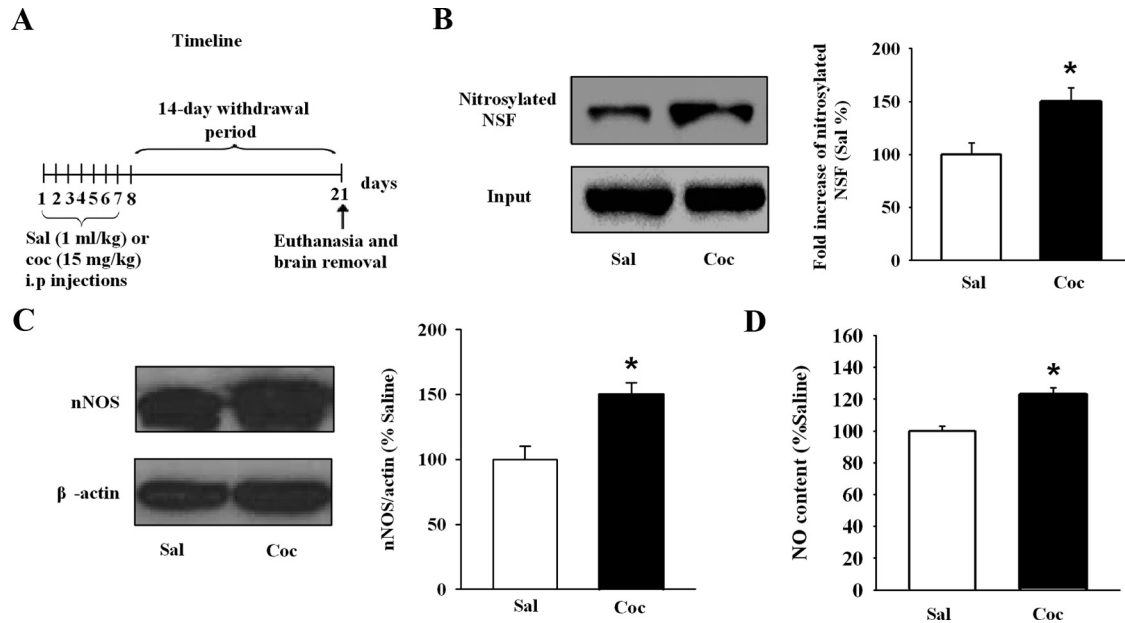 A
Timeline
14-day withdrawal
period
1 2 3 4 5 6 7 8
21 days
Sal (1 ml/kg) or
coc (15 mg/kg)
i.p injections
Euthanasia and
brain removal
B
Nitrosylated
NSF
Input
Sal Coc
Fold increase of nitrosylated
NSF (Sal %)
200
150
100
50
0
*
Sal Coc
C
nNOS
β -actin
Sal Coc
nNOS/actin (% Saline)
200
150
100
50
0
*
Sal Coc
D
NO content (%Saline)
160
140
120
100
80
60
40
20
0
*
Sal Coc